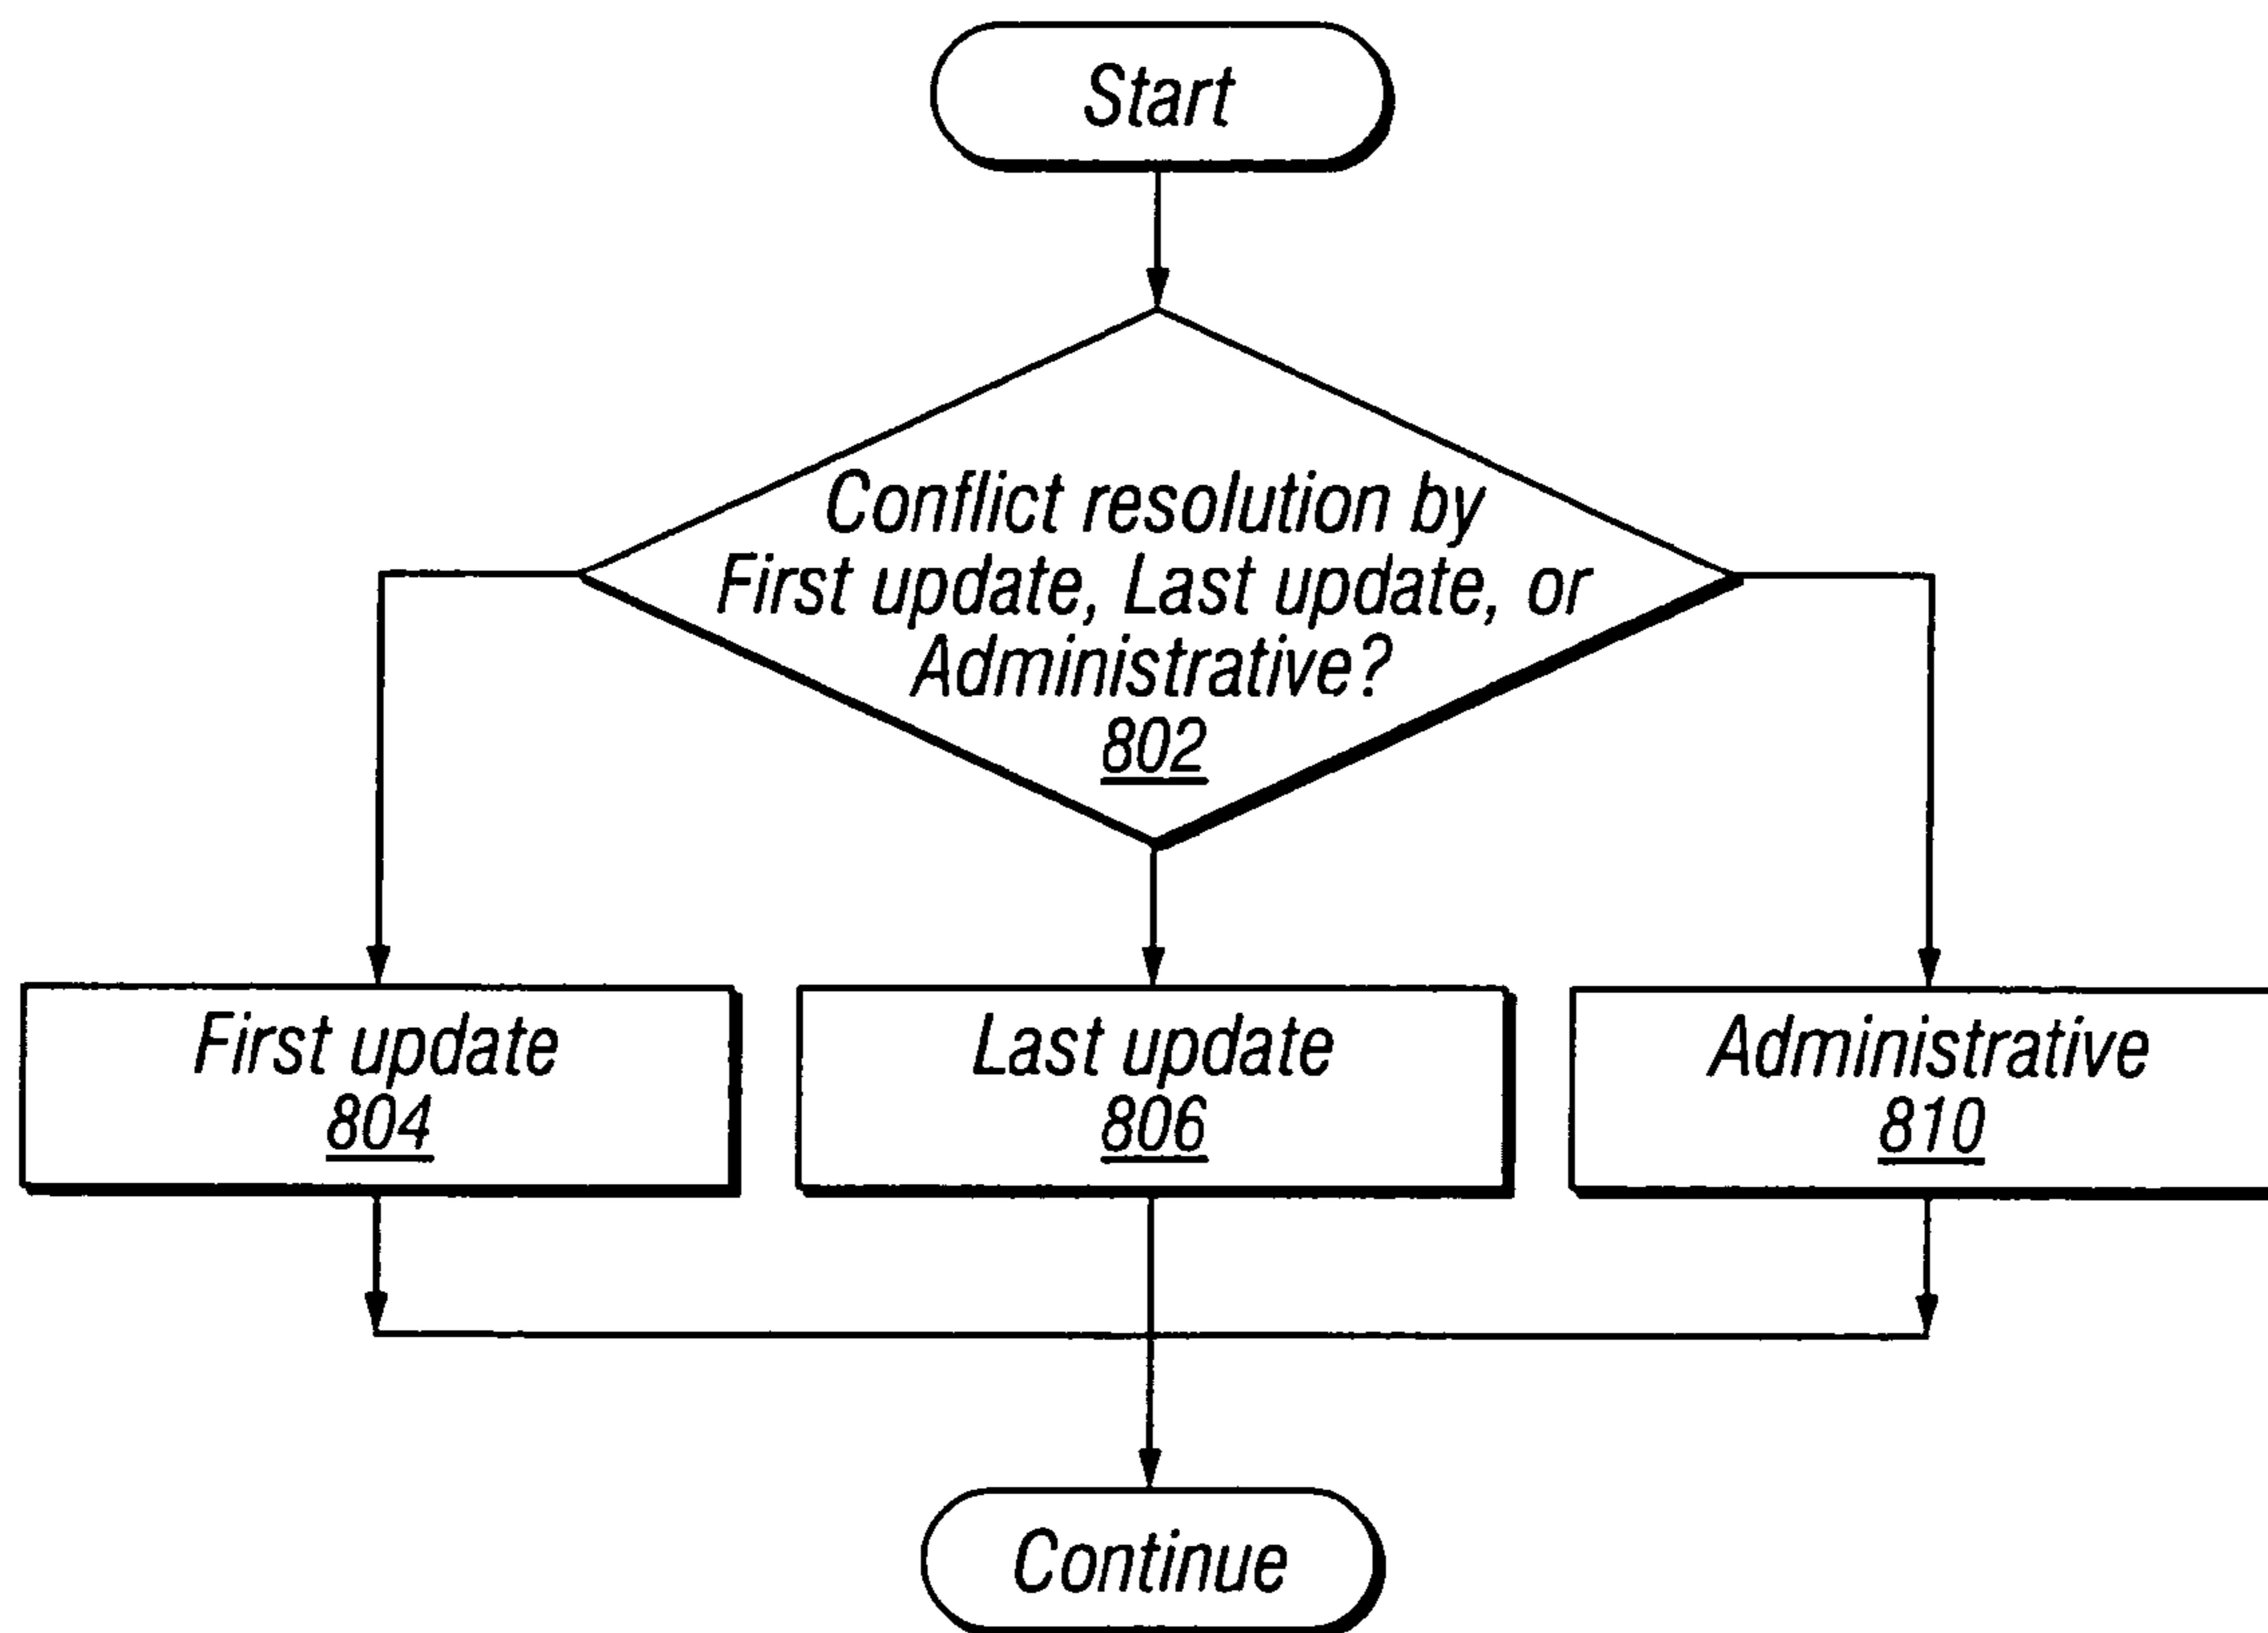 Start
Conflict resolution by
First update, Last update, or
Administrative?
802
First update
804
Last update
806
Administrative
810
Continue